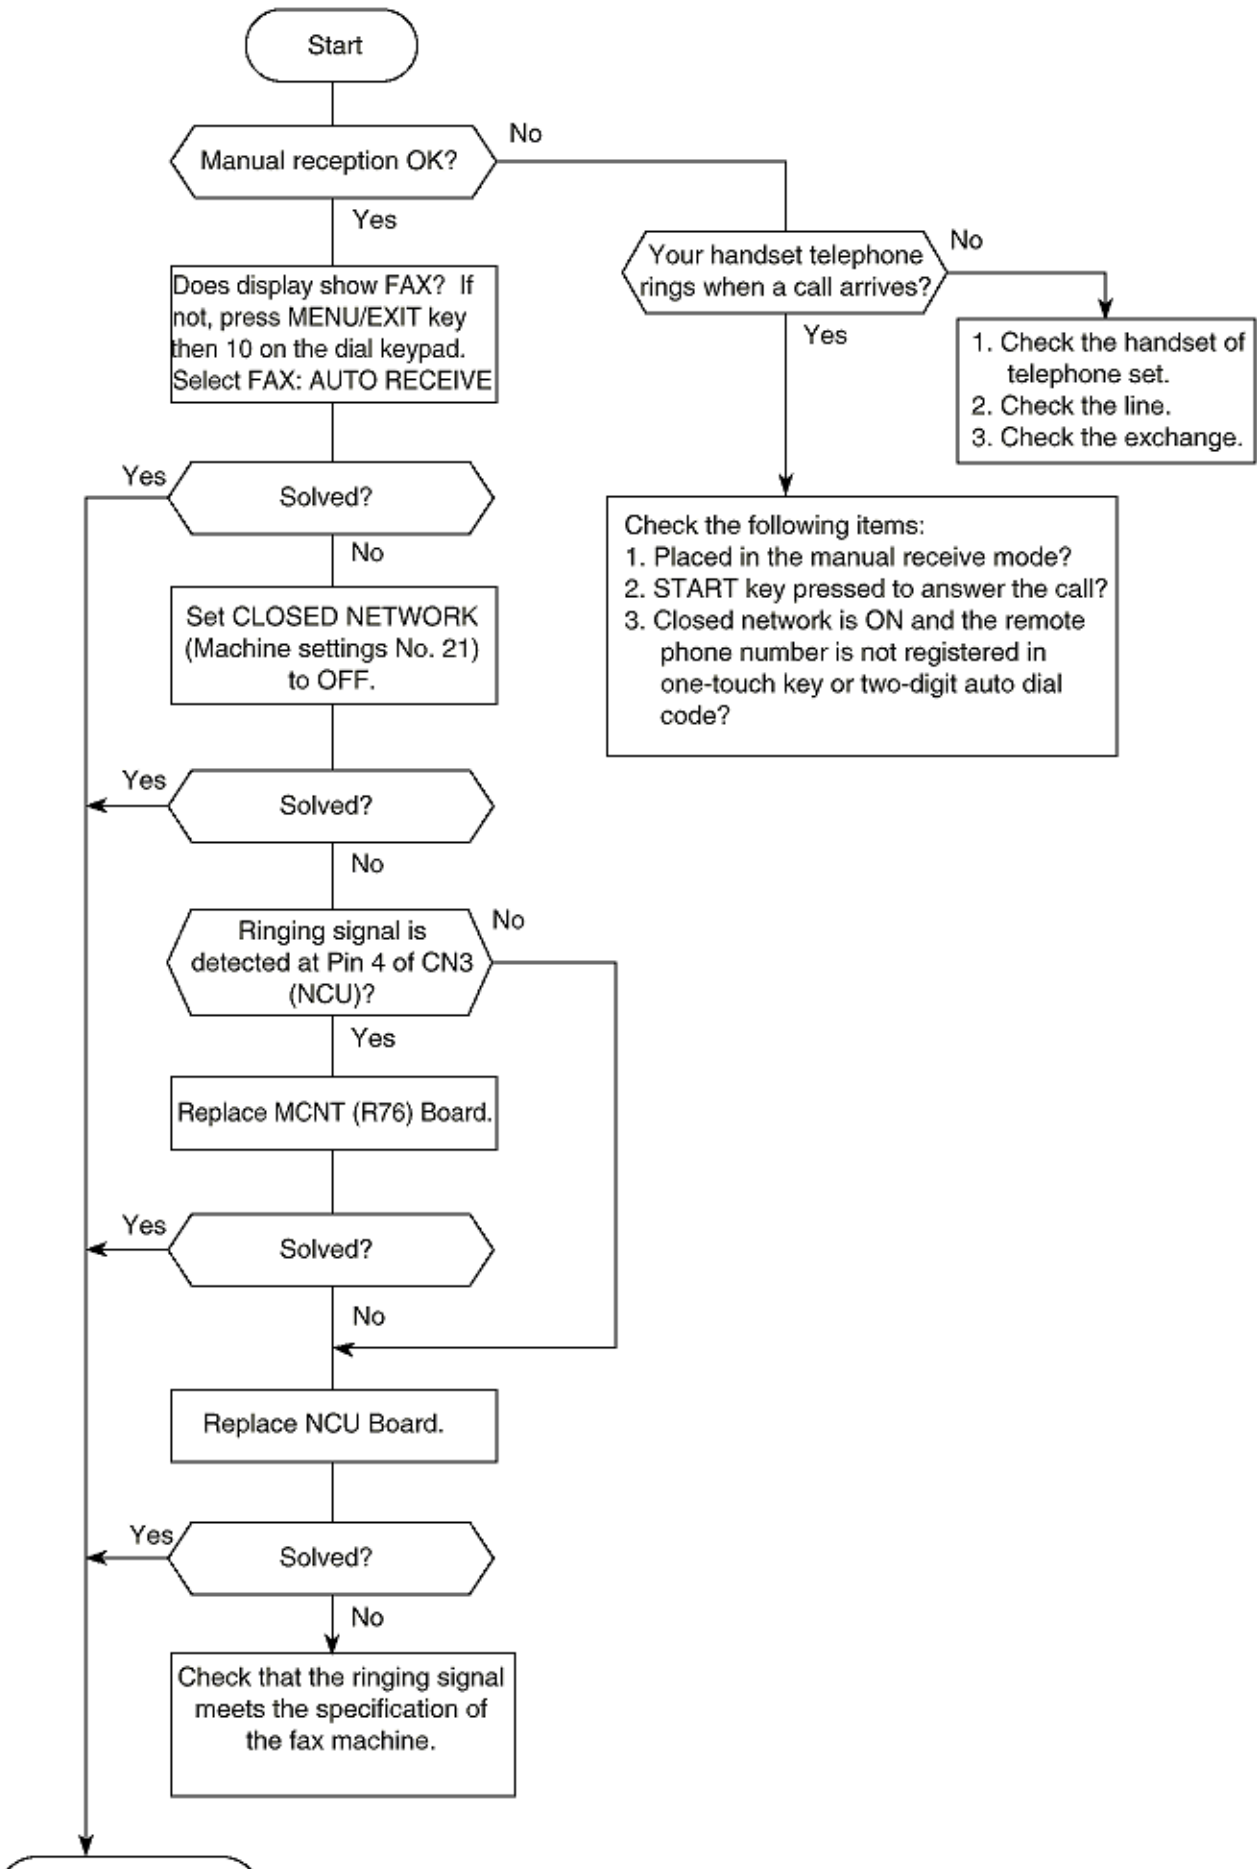 Start
Manual reception OK?
No
Yes
Your handset telephone
rings when a call arrives?
No
Yes
Does display show FAX? If
not, press MENU/EXIT key
then 10 on the dial keypad.
Select FAX: AUTO RECEIVE
1. Check the handset of
telephone set.
2. Check the line.
3. Check the exchange.
Yes
Solved?
No
Check the following items:
1. Placed in the manual receive mode?
2. START key pressed to answer the call?
3. Closed network is ON and the remote
phone number is not registered in
one-touch key or two-digit auto dial
code?
Set CLOSED NETWORK
(Machine settings No. 21)
to OFF.
Yes
Solved?
No
Ringing signal is
detected at Pin 4 of CN3
(NCU)?
No
Yes
Replace MCNT (R76) Board.
Yes
Solved?
No
Replace NCU Board.
Yes
Solved?
No
Check that the ringing signal
meets the specification of
the fax machine.